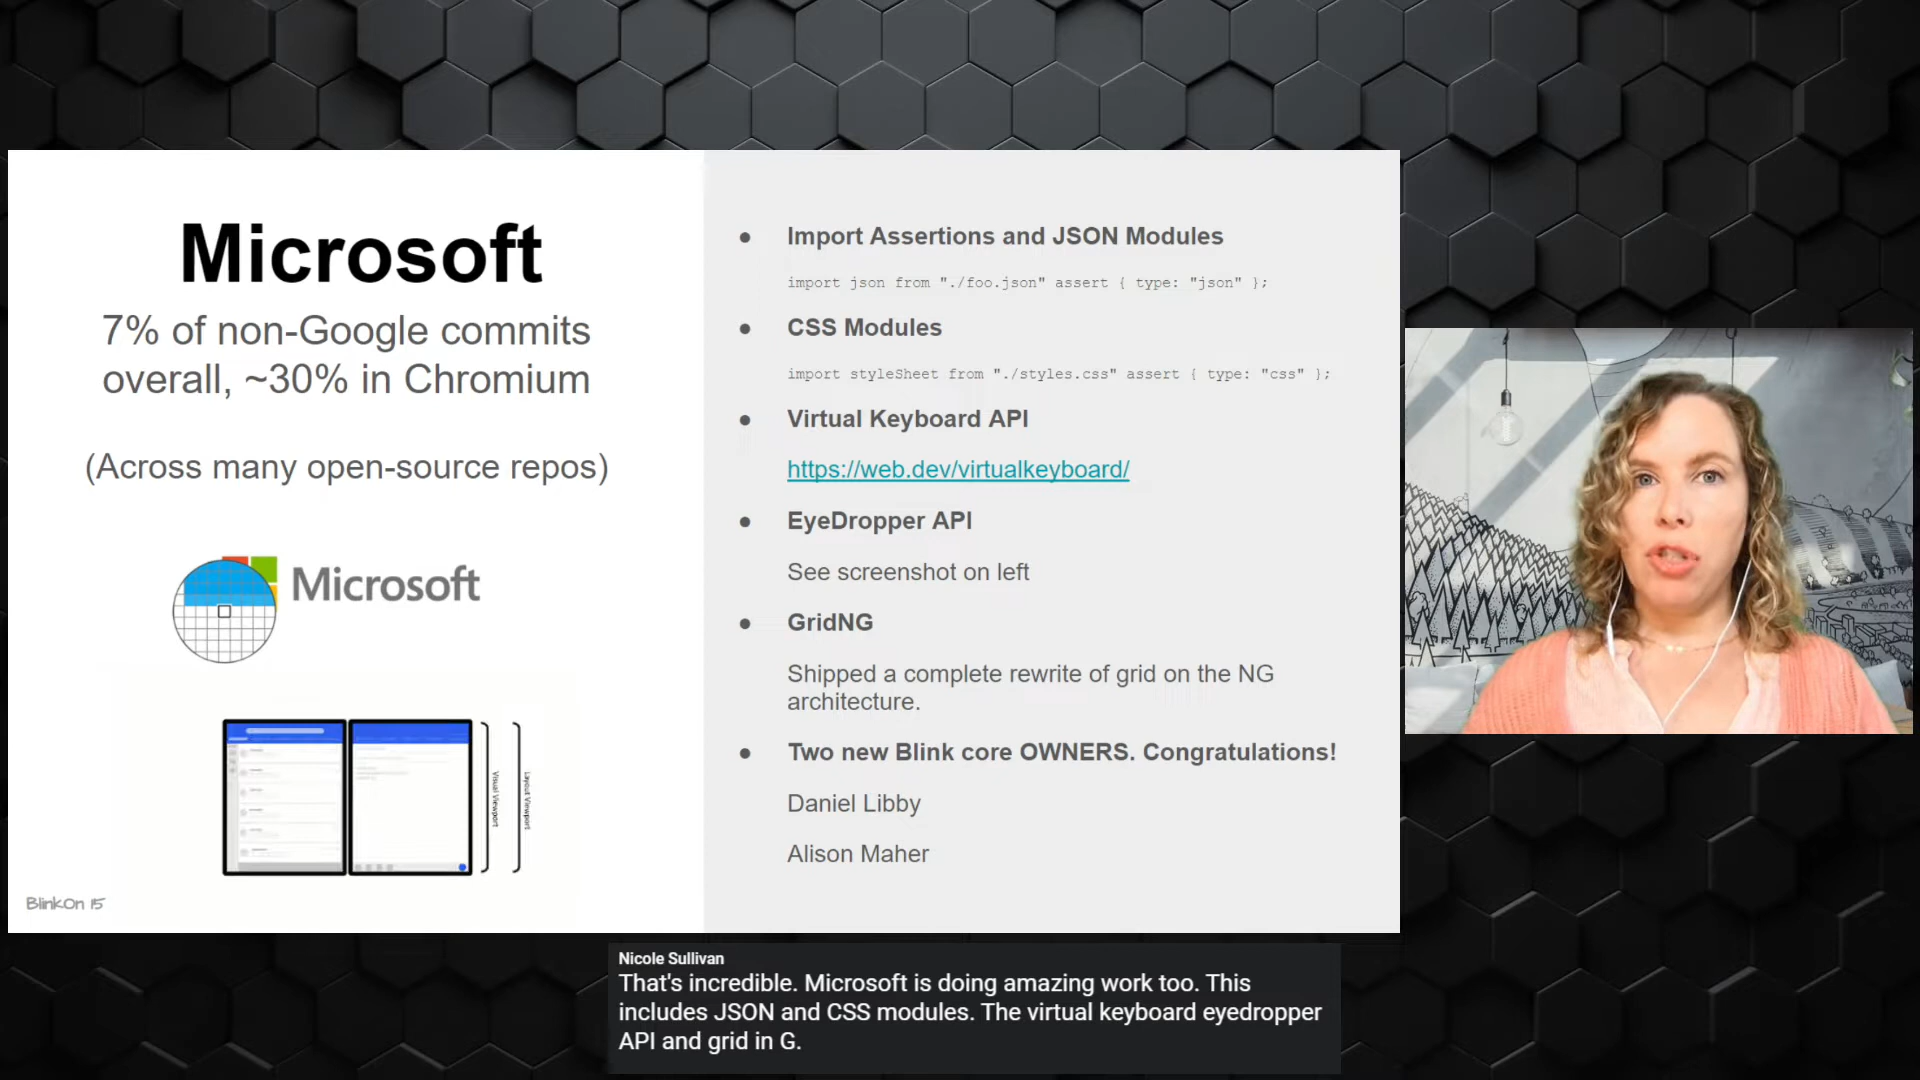 Microsoft
7% of non-Google commits
overall, ~30% in Chromium
(Across many open-source repos)
Microsoft
Visual Viewport
Layout Viewport
BlinkOn 15
● Import Assertions and JSON Modules
import json from "./foo.json" assert { type: "json" };
● CSS Modules
import styleSheet from "./styles.css" assert { type: "css" };
● Virtual Keyboard API
https://web.dev/virtualkeyboard/
● EyeDropper API
See screenshot on left
● GridNG
Shipped a complete rewrite of grid on the NG
architecture.
● Two new Blink core OWNERS. Congratulations!
Daniel Libby
Alison Maher
Nicole Sullivan
That's incredible. Microsoft is doing amazing work too. This
includes JSON and CSS modules. The virtual keyboard eyedropper
API and grid in G.